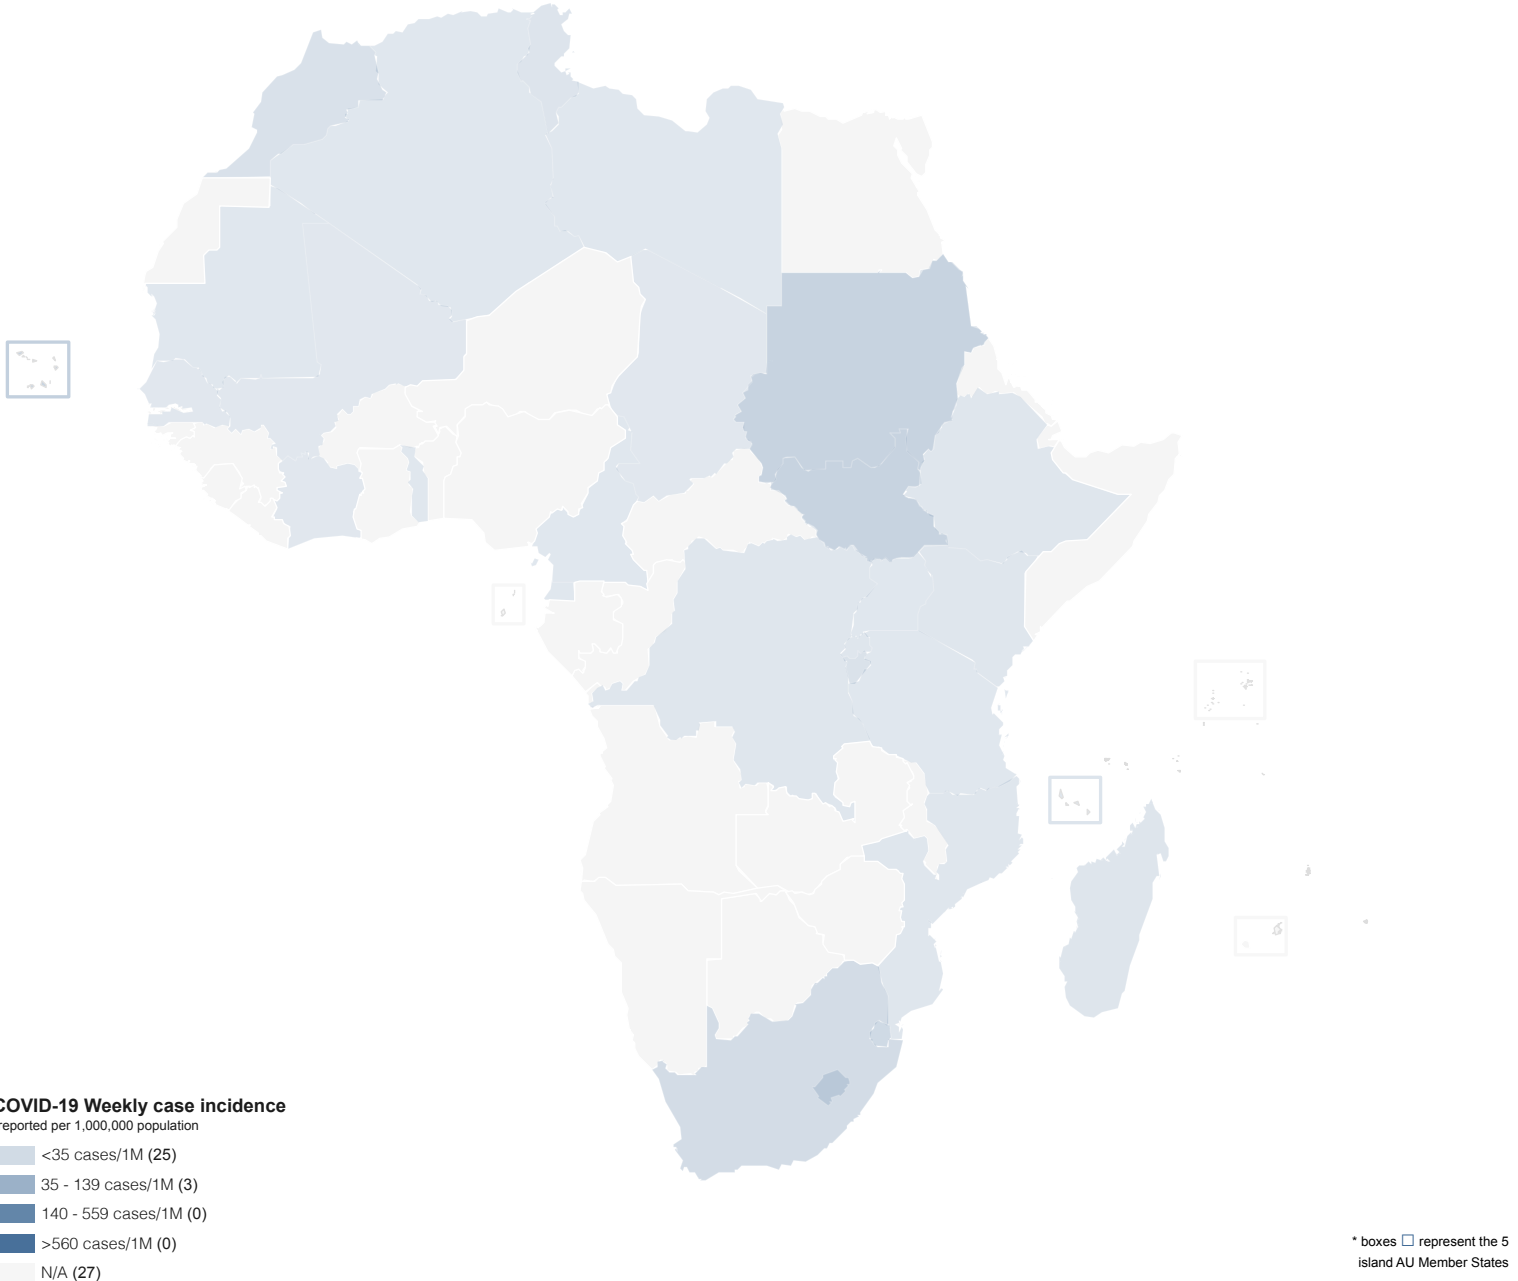 COVID-19 Weekly case incidence
reported per 1,000,000 population
<35 cases/1M (25)
35 - 139 cases/1M (3)
140 - 559 cases/1M (0)
>560 cases/1M (0)
N/A (27)
* boxes □ represent the 5
island AU Member States